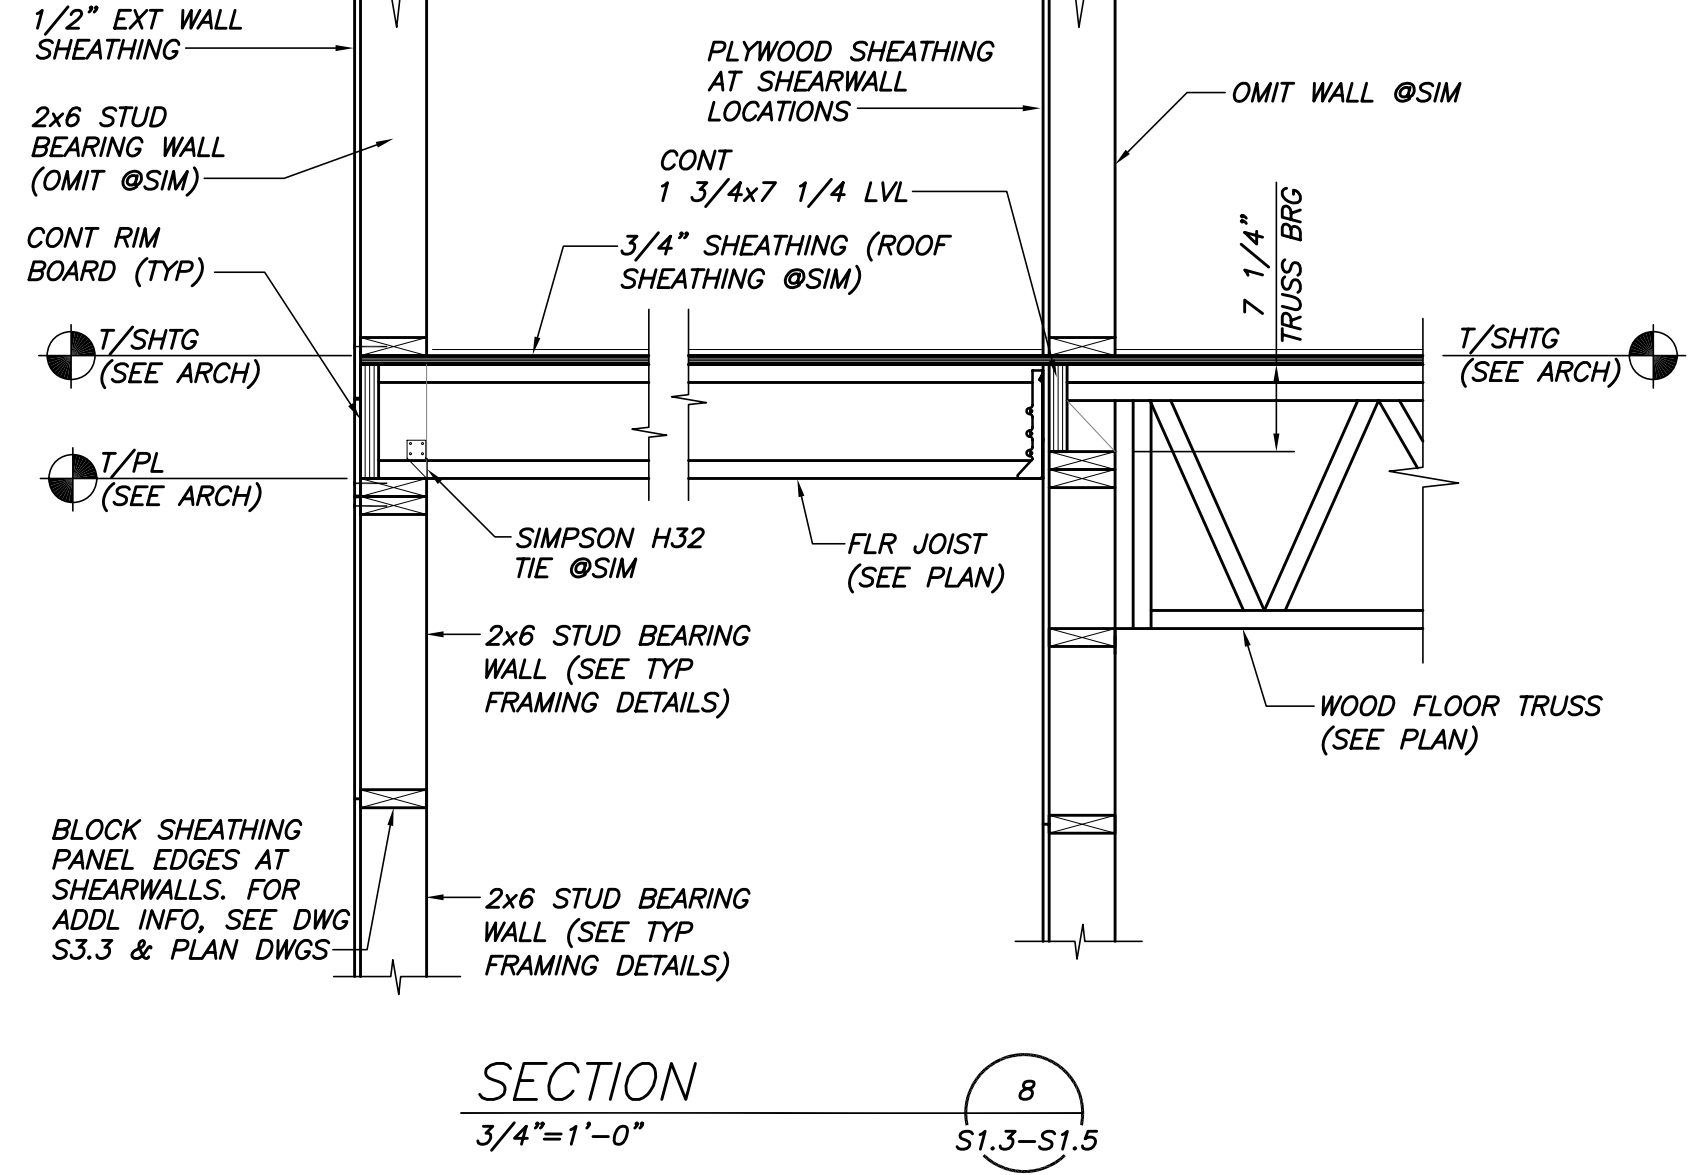 1/2" EXT WALL
SHEATHING
2x6 STUD
BEARING WALL
(OMIT @SIM)
CONT RIM
BOARD (TYP)
T/SHTG
(SEE ARCH)
T/PL
(SEE ARCH)
PLYWOOD SHEATHING
AT SHEARWALL
LOCATIONS
CONT
1 3/4x7 1/4 LVL
3/4" SHEATHING (ROOF
SHEATHING @SIM)
OMIT WALL @SIM
7 1/4"
TRUSS BRG
T/SHTG
(SEE ARCH)
SIMPSON H32
TIE @SIM
FLR JOIST
(SEE PLAN)
2x6 STUD BEARING
WALL (SEE TYP
FRAMING DETAILS)
WOOD FLOOR TRUSS
(SEE PLAN)
BLOCK SHEATHING
PANEL EDGES AT
SHEARWALLS. FOR
ADDL INFO, SEE DWG
S3.3 & PLAN DWGS
2x6 STUD BEARING
WALL (SEE TYP
FRAMING DETAILS)
SECTION
3/4"=1'-0"
8
S1.3-S1.5